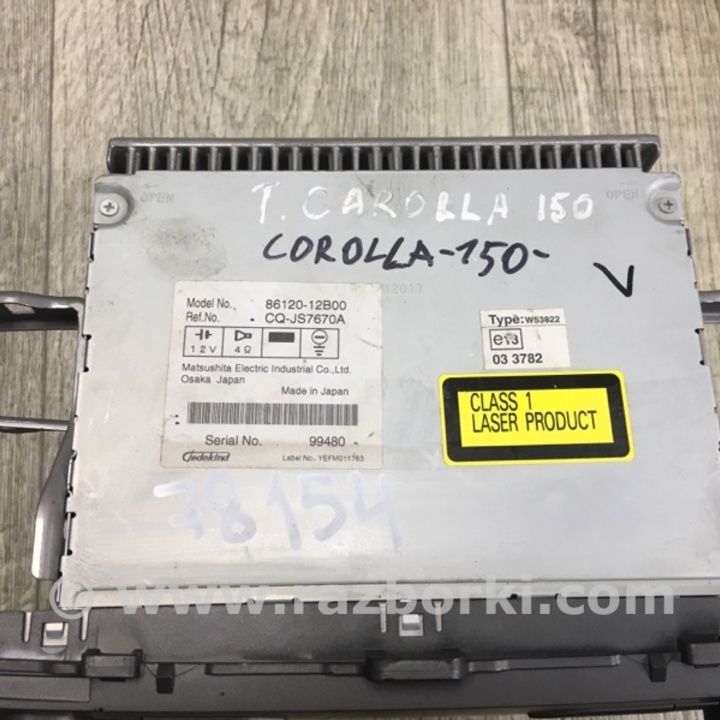 OPEN
OPEN
T. CAROLLA 150
COROLLA-150-
V
Model No. 86120-12B00
Ref.No. CQ-JS7670A
12V 4Ω
Matsushita Electric Industrial Co.,Ltd.
Osaka Japan
Made in Japan
Serial No. 99480
Jedekind Label No. YEFM011763
Type:W53822
e13
03 3782
CLASS 1
LASER PRODUCT
78154
© www.razborki.com